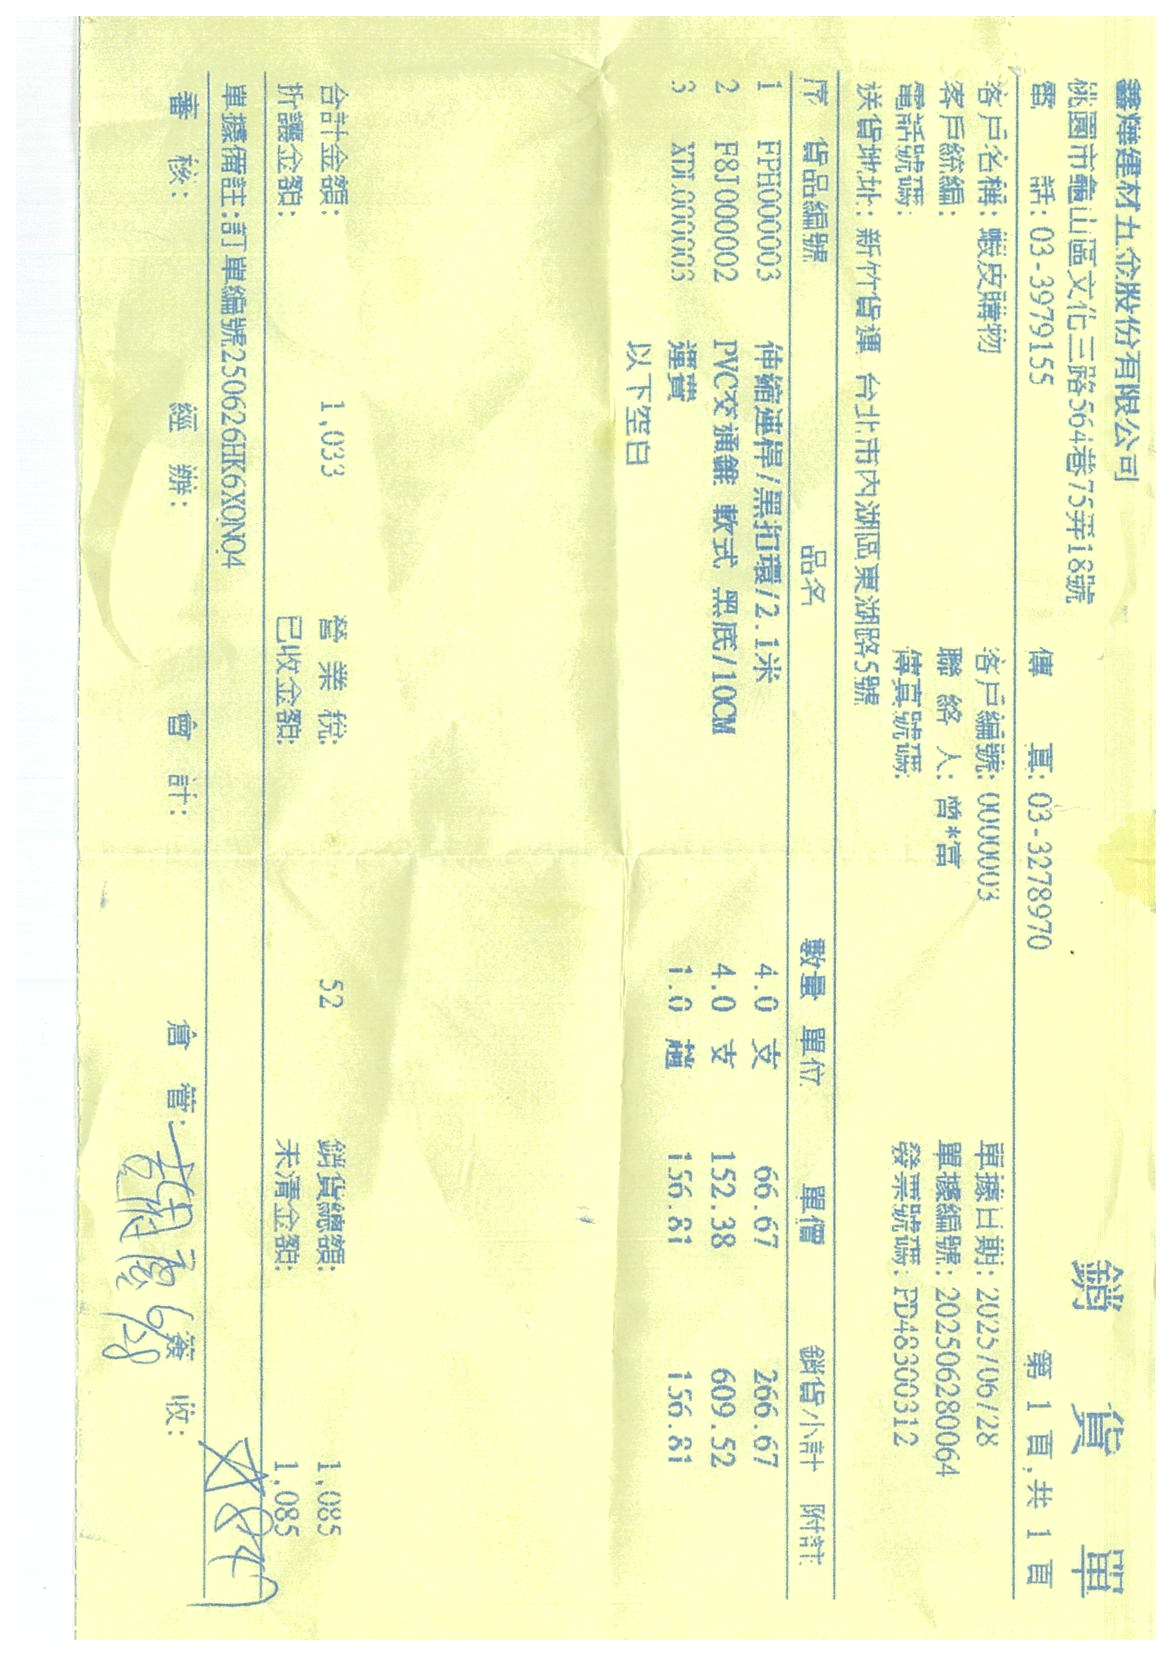 鑫燁建材五金股份有限公司 銷 貨 單
桃園市龜山區文化三路564巷75弄18號
電 話:03-3979155 傳 真:03-3278970 第 1 頁,共 1 頁
客戶名稱:蝦皮購物 客戶編號:0000003 單據日期:2025/06/28
客戶統編: 聯 絡 人:曾*富 單據編號:202506280064
電話號碼: 傳真號碼: 發票號碼:PD48300312
送貨地址:新竹貨運 台北市內湖區東湖路5號
序 貨品編號 品名 數量 單位 單價 銷貨小計 附註
1 FPH000003 伸縮連桿/黑扣環/2.1米 4.0 支 66.67 266.67
2 F8J000002 PVC交通錐 軟式 黑底/10CM 4.0 支 152.38 609.52
3 XDL000003 運費 1.0 趟 156.81 156.81
以下空白
合計金額: 1,033 營 業 稅: 52 銷貨總額: 1,085
折讓金額: 已收金額: 未清金額: 1,085
單據備註:訂單編號250626HK6XQNQ4
審 核: 經 辦: 會 計: 倉 管: 6/28 簽 收: